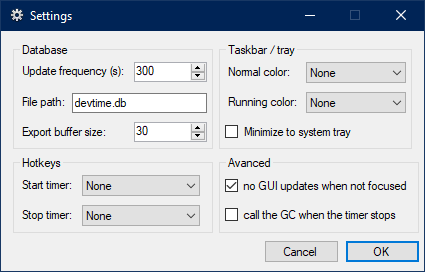 Settings
Database
Update frequency (s): 300
File path: devtime.db
Export buffer size: 30
Taskbar / tray
Normal color: None
Running color: None
Minimize to system tray
Hotkeys
Start timer: None
Stop timer: None
Avanced
no GUI updates when not focused
call the GC when the timer stops
Cancel OK